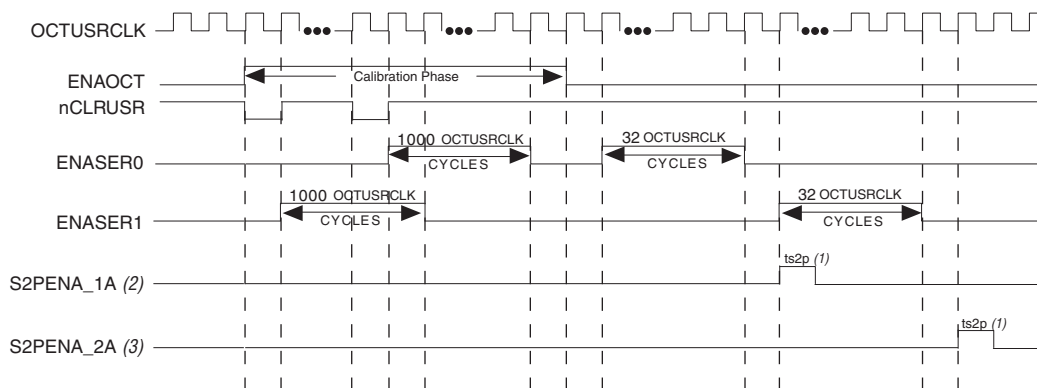 OCTUSRCLK
ENAOCT
Calibration Phase
nCLRUSR
ENASER0
1000 OCTUSRCLK
CYCLES
32 OCTUSRCLK
CYCLES
ENASER1
1000 OCTUSRCLK
CYCLES
32 OCTUSRCLK
CYCLES
S2PENA_1A (2)
ts2p (1)
S2PENA_2A (3)
ts2p (1)